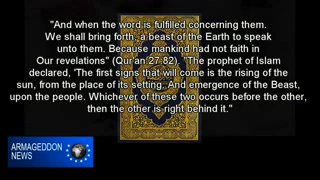 "And when the word is fulfilled concerning them.
We shall bring forth, a beast of the Earth to speak
unto them. Because mankind had not faith in
Our revelations" (Qur'an 27 82). "The prophet of Islam
declared, 'The first signs that will come is the rising of the
sun, from the place of its setting, And emergence of the Beast,
upon the people. Whichever of these two occurs before the other,
then the other is right behind it."
ARMAGEDDON
NEWS